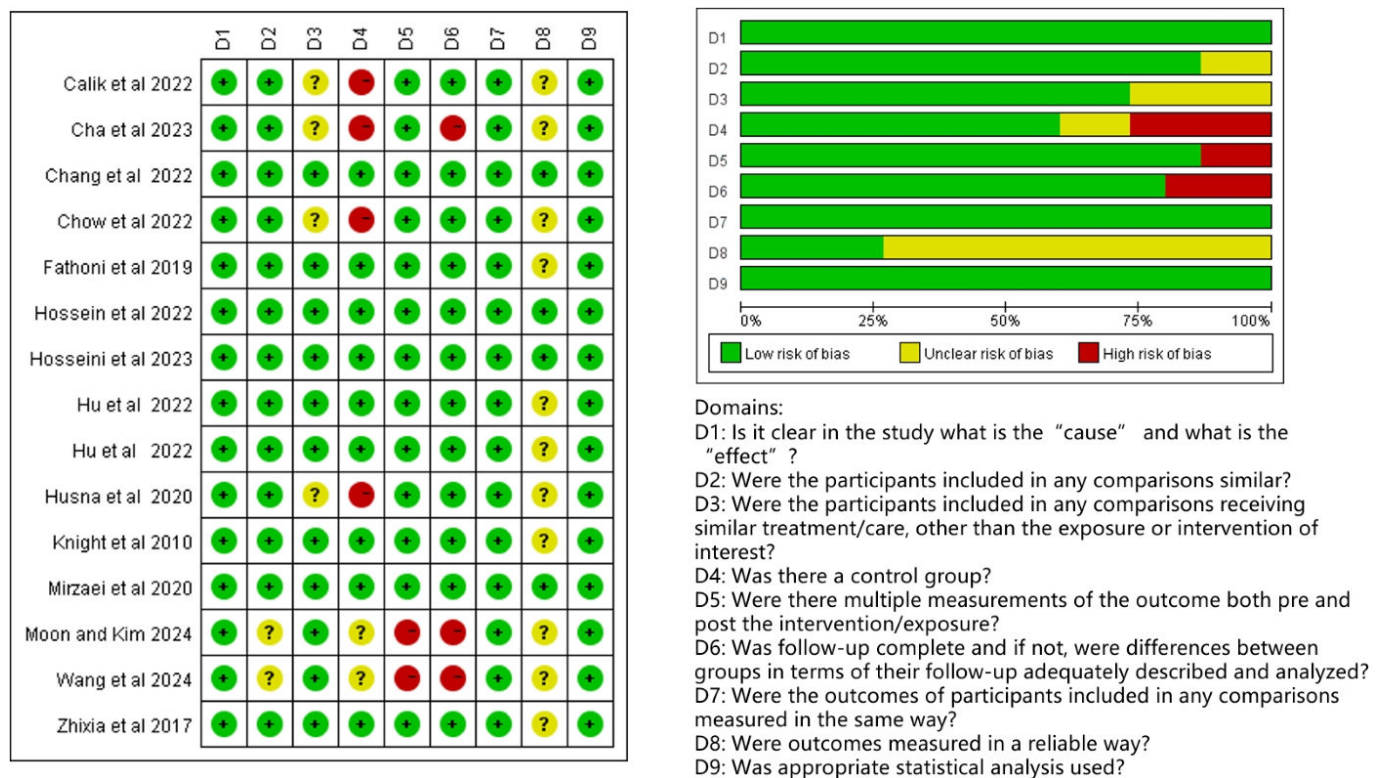 D1 D2 D3 D4 D5 D6 D7 D8 D9
Calik et al 2022 + + ? - + + + ? +
Cha et al 2023 + + ? - + - + ? +
Chang et al  2022 + + + + + + + + +
Chow et al 2022 + + ? - + + + ? +
Fathoni et al 2019 + + + + + + + ? +
Hossein et al 2022 + + + + + + + + +
Hosseini et al 2023 + + + + + + + + +
Hu et al  2022 + + + + + + + ? +
Hu et al   2022 + + + + + + + ? +
Husna et al  2020 + + ? - + + + ? +
Knight et al 2010 + + + + + + + ? +
Mirzaei et al 2020 + + + + + + + + +
Moon and Kim 2024 + ? + ? - - + ? +
Wang et al 2024 + ? + ? - - + ? +
Zhixia et al 2017 + + + + + + + ? +
D1
D2
D3
D4
D5
D6
D7
D8
D9
0% 25% 50% 75% 100%
Low risk of bias Unclear risk of bias High risk of bias
Domains:
D1: Is it clear in the study what is the “cause” and what is the
“effect” ?
D2: Were the participants included in any comparisons similar?
D3: Were the participants included in any comparisons receiving
similar treatment/care, other than the exposure or intervention of
interest?
D4: Was there a control group?
D5: Were there multiple measurements of the outcome both pre and
post the intervention/exposure?
D6: Was follow-up complete and if not, were differences between
groups in terms of their follow-up adequately described and analyzed?
D7: Were the outcomes of participants included in any comparisons
measured in the same way?
D8: Were outcomes measured in a reliable way?
D9: Was appropriate statistical analysis used?